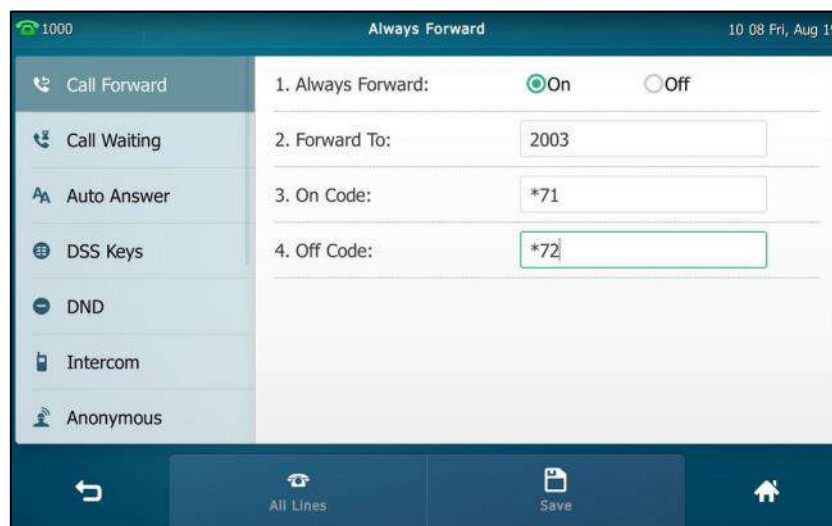 1000 Always Forward 10 08 Fri, Aug 19
Call Forward
1. Always Forward: On Off
Call Waiting
2. Forward To: 2003
Auto Answer
3. On Code: *71
DSS Keys
4. Off Code: *72
DND
Intercom
Anonymous
All Lines Save